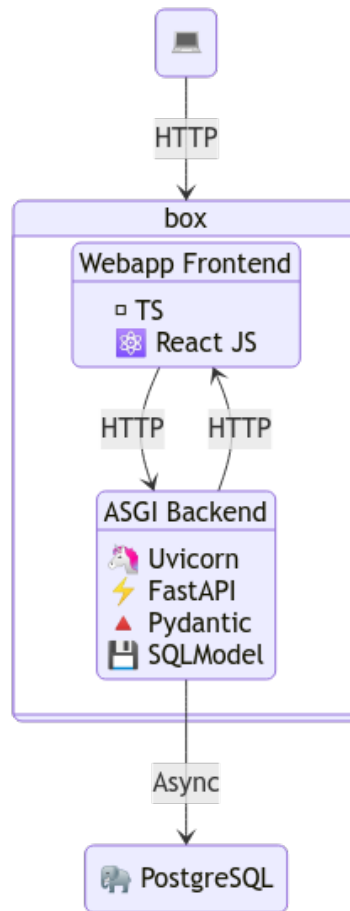 💻
HTTP
box
Webapp Frontend
▫ TS
⚛ React JS
HTTP HTTP
ASGI Backend
🦄 Uvicorn
⚡ FastAPI
🔺 Pydantic
💾 SQLModel
Async
🐘 PostgreSQL